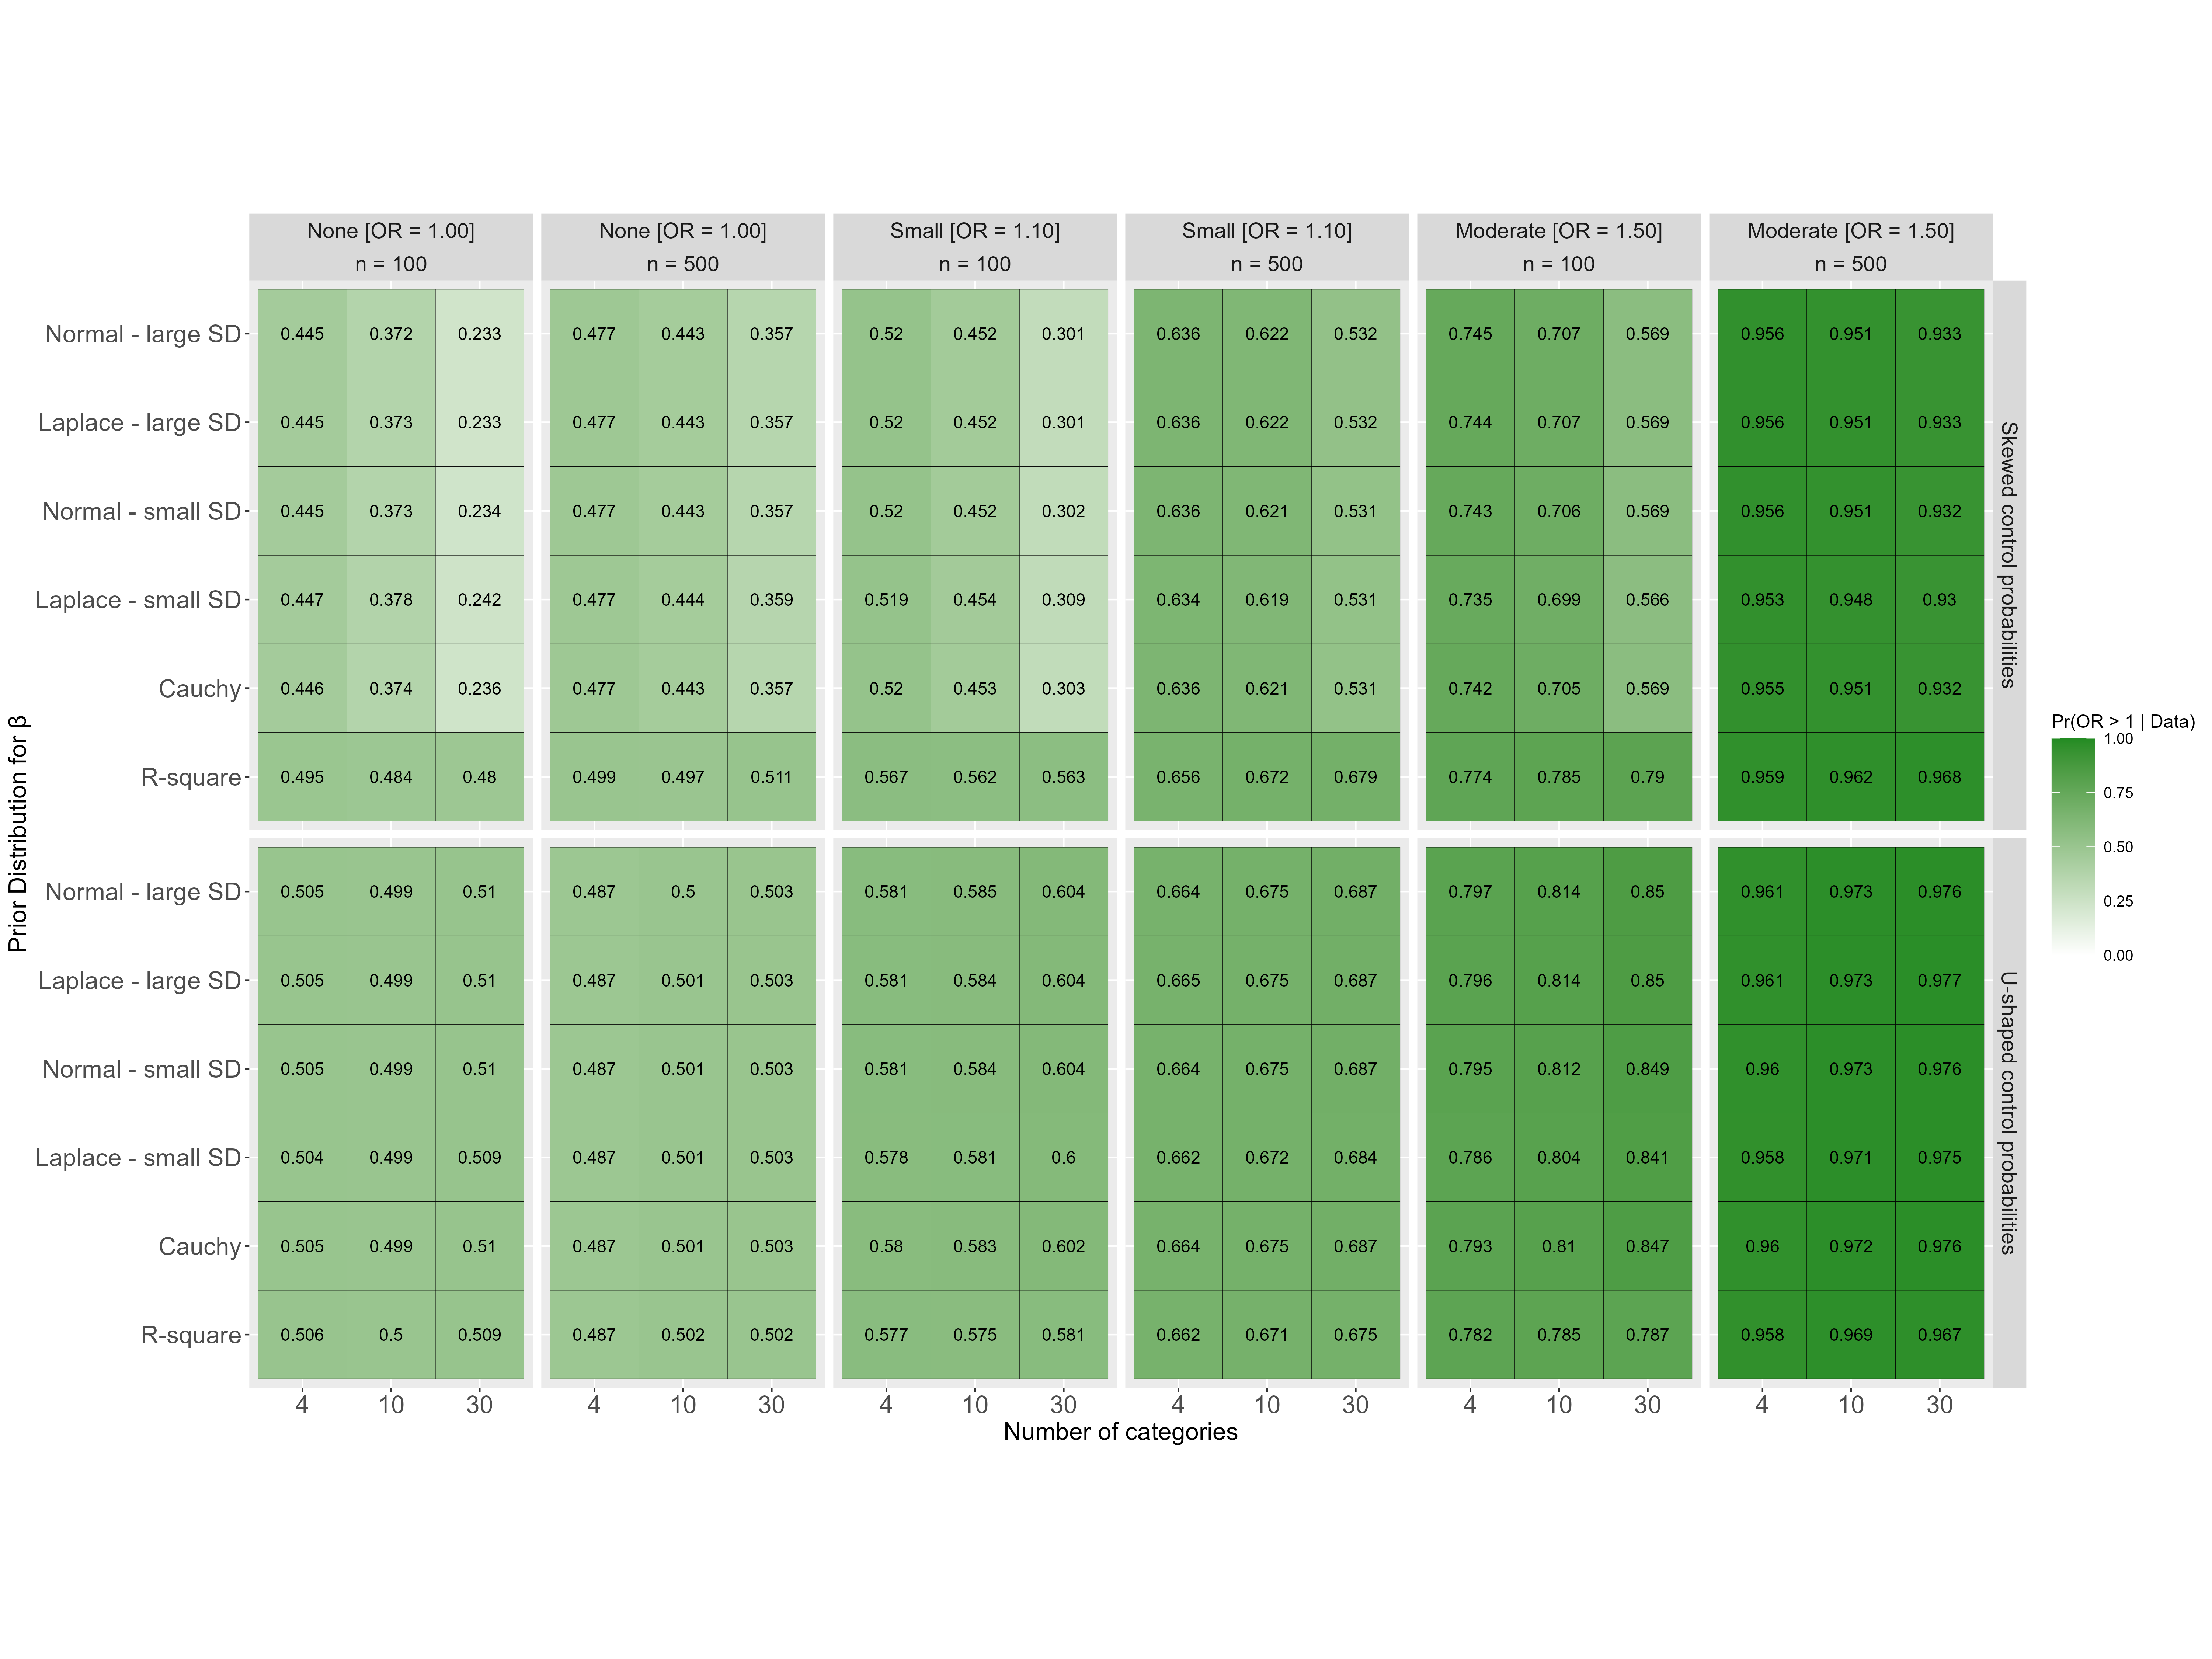 None [OR = 1.00] None [OR = 1.00] Small [OR = 1.10] Small [OR = 1.10] Moderate [OR = 1.50] Moderate [OR = 1.50]
n = 100 n = 500 n = 100 n = 500 n = 100 n = 500
Normal - large SD 0.445 0.372 0.233 0.477 0.443 0.357 0.52 0.452 0.301 0.636 0.622 0.532 0.745 0.707 0.569 0.956 0.951 0.933
Laplace - large SD 0.445 0.373 0.233 0.477 0.443 0.357 0.52 0.452 0.301 0.636 0.622 0.532 0.744 0.707 0.569 0.956 0.951 0.933
Normal - small SD 0.445 0.373 0.234 0.477 0.443 0.357 0.52 0.452 0.302 0.636 0.621 0.531 0.743 0.706 0.569 0.956 0.951 0.932
Laplace - small SD 0.447 0.378 0.242 0.477 0.444 0.359 0.519 0.454 0.309 0.634 0.619 0.531 0.735 0.699 0.566 0.953 0.948 0.93
Cauchy 0.446 0.374 0.236 0.477 0.443 0.357 0.52 0.453 0.303 0.636 0.621 0.531 0.742 0.705 0.569 0.955 0.951 0.932
R-square 0.495 0.484 0.48 0.499 0.497 0.511 0.567 0.562 0.563 0.656 0.672 0.679 0.774 0.785 0.79 0.959 0.962 0.968
Skewed control probabilities
Normal - large SD 0.505 0.499 0.51 0.487 0.5 0.503 0.581 0.585 0.604 0.664 0.675 0.687 0.797 0.814 0.85 0.961 0.973 0.976
Laplace - large SD 0.505 0.499 0.51 0.487 0.501 0.503 0.581 0.584 0.604 0.665 0.675 0.687 0.796 0.814 0.85 0.961 0.973 0.977
Normal - small SD 0.505 0.499 0.51 0.487 0.501 0.503 0.581 0.584 0.604 0.664 0.675 0.687 0.795 0.812 0.849 0.96 0.973 0.976
Laplace - small SD 0.504 0.499 0.509 0.487 0.501 0.503 0.578 0.581 0.6 0.662 0.672 0.684 0.786 0.804 0.841 0.958 0.971 0.975
Cauchy 0.505 0.499 0.51 0.487 0.501 0.503 0.58 0.583 0.602 0.664 0.675 0.687 0.793 0.81 0.847 0.96 0.972 0.976
R-square 0.506 0.5 0.509 0.487 0.502 0.502 0.577 0.575 0.581 0.662 0.671 0.675 0.782 0.785 0.787 0.958 0.969 0.967
U-shaped control probabilities
4 10 30 4 10 30 4 10 30 4 10 30 4 10 30 4 10 30
Number of categories
Prior Distribution for β
Pr(OR > 1 | Data)
1.00
0.75
0.50
0.25
0.00